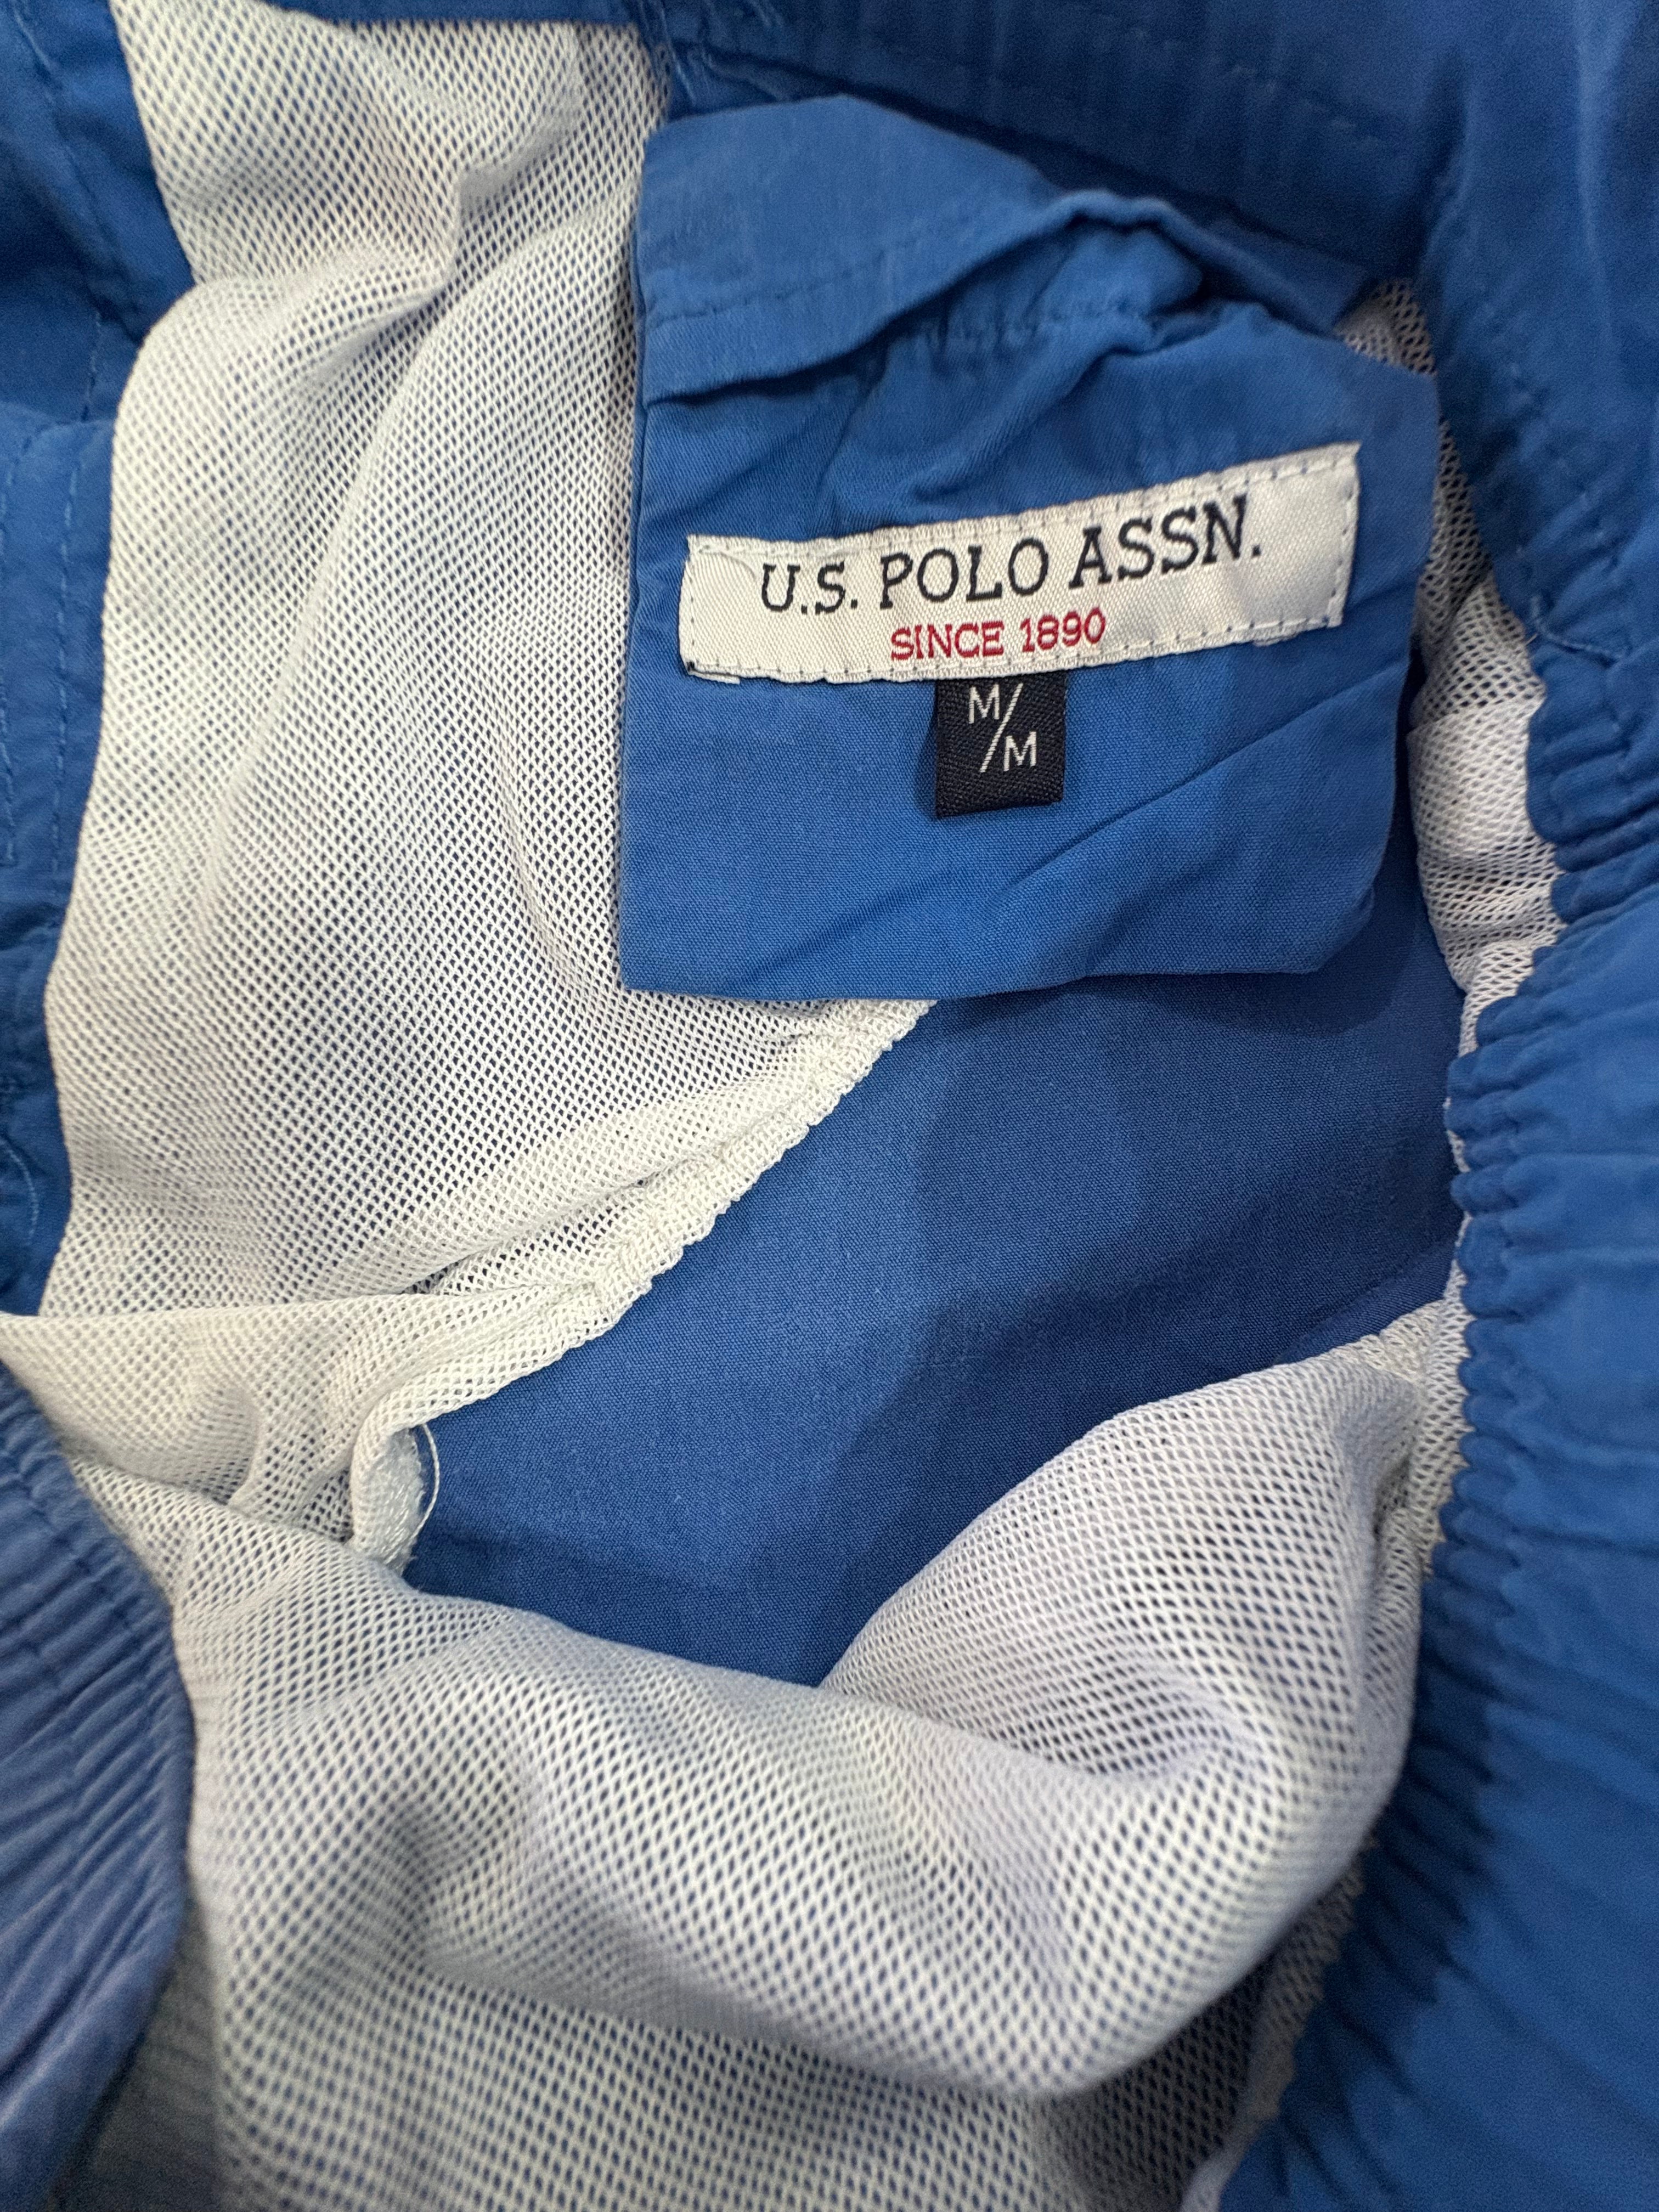 U.S. POLO ASSN.
SINCE 1890
M/
/M